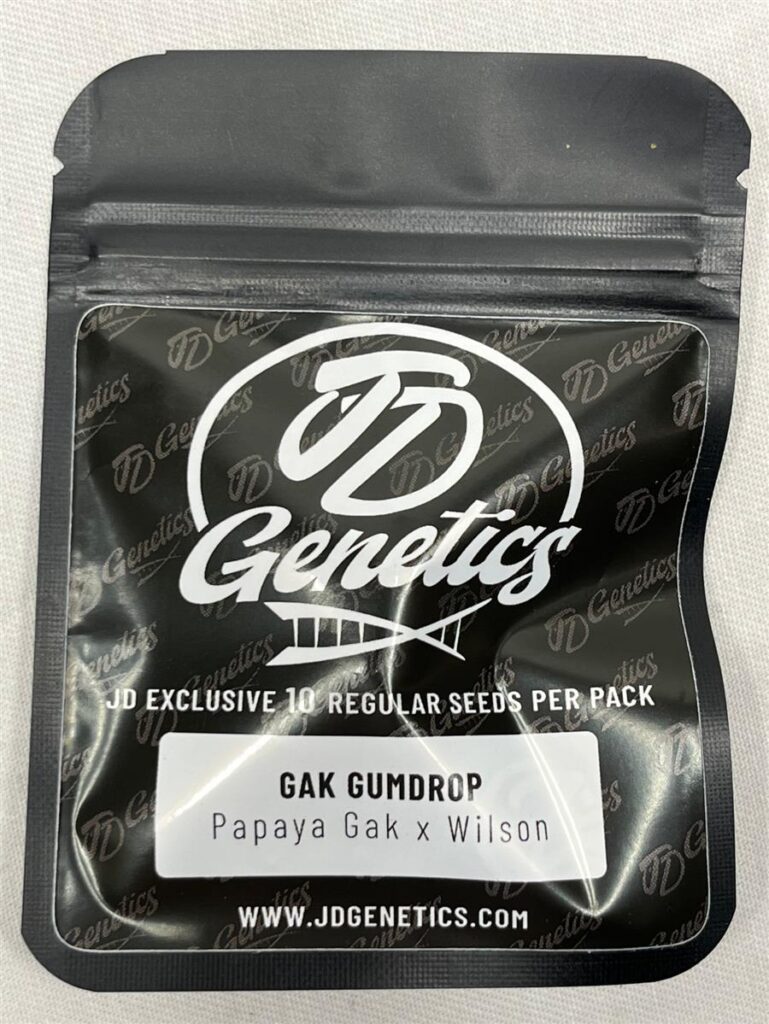 JD
Genetics
JD EXCLUSIVE 10 REGULAR SEEDS PER PACK
GAK GUMDROP
Papaya Gak x Wilson
WWW.JDGENETICS.COM